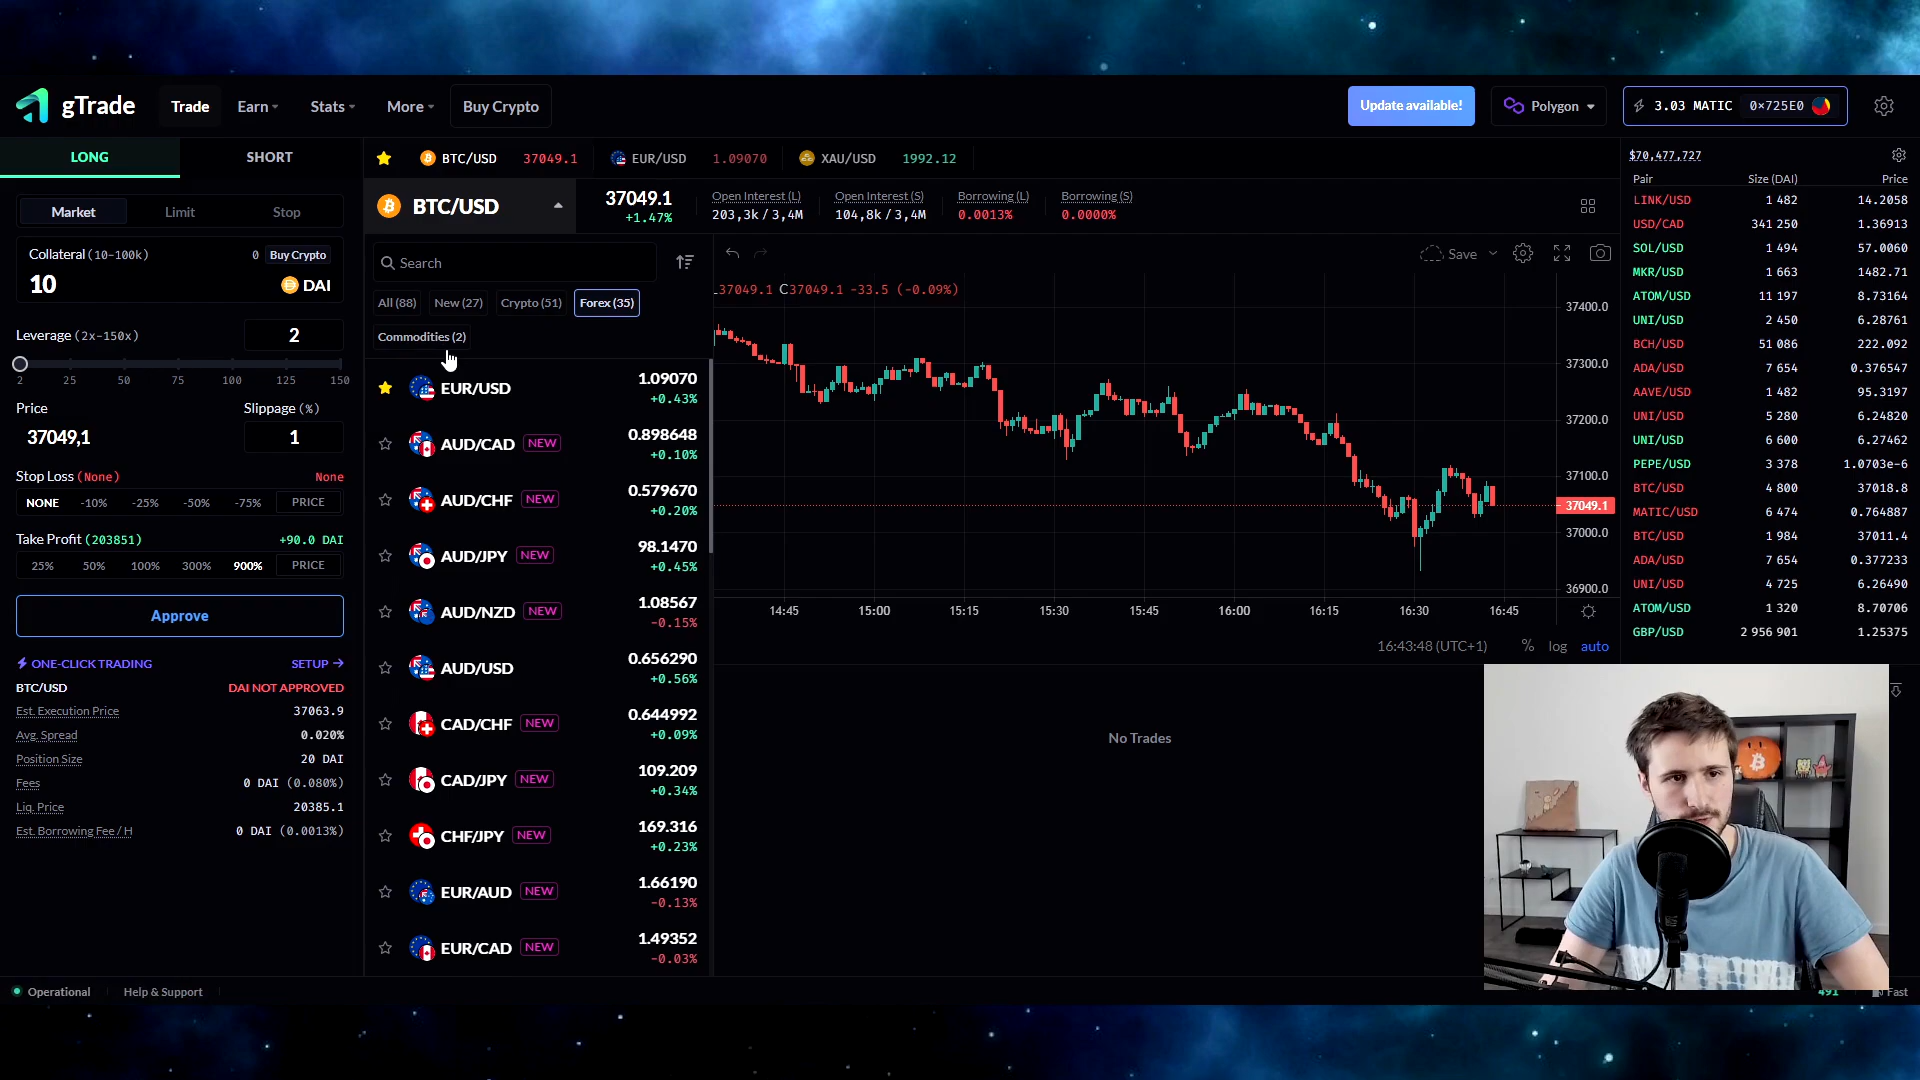 gTrade Trade Earn Stats More Buy Crypto Update available! Polygon 3.03 MATIC 0×725E0
LONG SHORT
BTC/USD 37049.1 EUR/USD 1.09070 XAU/USD 1992.12
Market Limit Stop
Collateral (10-100k) 0 Buy Crypto
10 DAI
Leverage (2x-150x) 2
2 25 50 75 100 125 150
Price Slippage (%)
37049,1 1
Stop Loss (None) None
NONE -10% -25% -50% -75% PRICE
Take Profit (203851) +90.0 DAI
25% 50% 100% 300% 900% PRICE
Approve
ONE-CLICK TRADING SETUP →
BTC/USD DAI NOT APPROVED
Est. Execution Price 37063.9
Avg. Spread 0.020%
Position Size 20 DAI
Fees 0 DAI (0.080%)
Liq. Price 20385.1
Est. Borrowing Fee / H 0 DAI (0.0013%)
BTC/USD 37049.1 +1.47%
Open Interest (L) 203,3k / 3,4M
Open Interest (S) 104,8k / 3,4M
Borrowing (L) 0.0013%
Borrowing (S) 0.0000%
Search
All (88) New (27) Crypto (51) Forex (35)
Commodities (2)
EUR/USD 1.09070 +0.43%
AUD/CAD NEW 0.898648 +0.10%
AUD/CHF NEW 0.579670 +0.20%
AUD/JPY NEW 98.1470 +0.45%
AUD/NZD NEW 1.08567 -0.15%
AUD/USD 0.656290 +0.56%
CAD/CHF NEW 0.644992 +0.09%
CAD/JPY NEW 109.209 +0.34%
CHF/JPY NEW 169.316 +0.23%
EUR/AUD NEW 1.66190 -0.13%
EUR/CAD NEW 1.49352 -0.03%
Save
37049.1 C37049.1 -33.5 (-0.09%)
37400.0
37300.0
37200.0
37100.0
37049.1
37000.0
36900.0
14:45 15:00 15:15 15:30 15:45 16:00 16:15 16:30 16:45
16:43:48 (UTC+1) % log auto
No Trades
$70,477,727
Pair Size (DAI) Price
LINK/USD 1 482 14.2058
USD/CAD 341 250 1.36913
SOL/USD 1 494 57.0060
MKR/USD 1 663 1482.71
ATOM/USD 11 197 8.73164
UNI/USD 2 450 6.28761
BCH/USD 51 086 222.092
ADA/USD 7 654 0.376547
AAVE/USD 1 482 95.3197
UNI/USD 5 280 6.24820
UNI/USD 6 600 6.27462
PEPE/USD 3 378 1.0703e-6
BTC/USD 4 800 37018.8
MATIC/USD 6 474 0.764887
BTC/USD 1 984 37011.4
ADA/USD 7 654 0.377233
UNI/USD 4 725 6.26490
ATOM/USD 1 320 8.70706
GBP/USD 2 956 901 1.25375
Operational Help & Support Fast